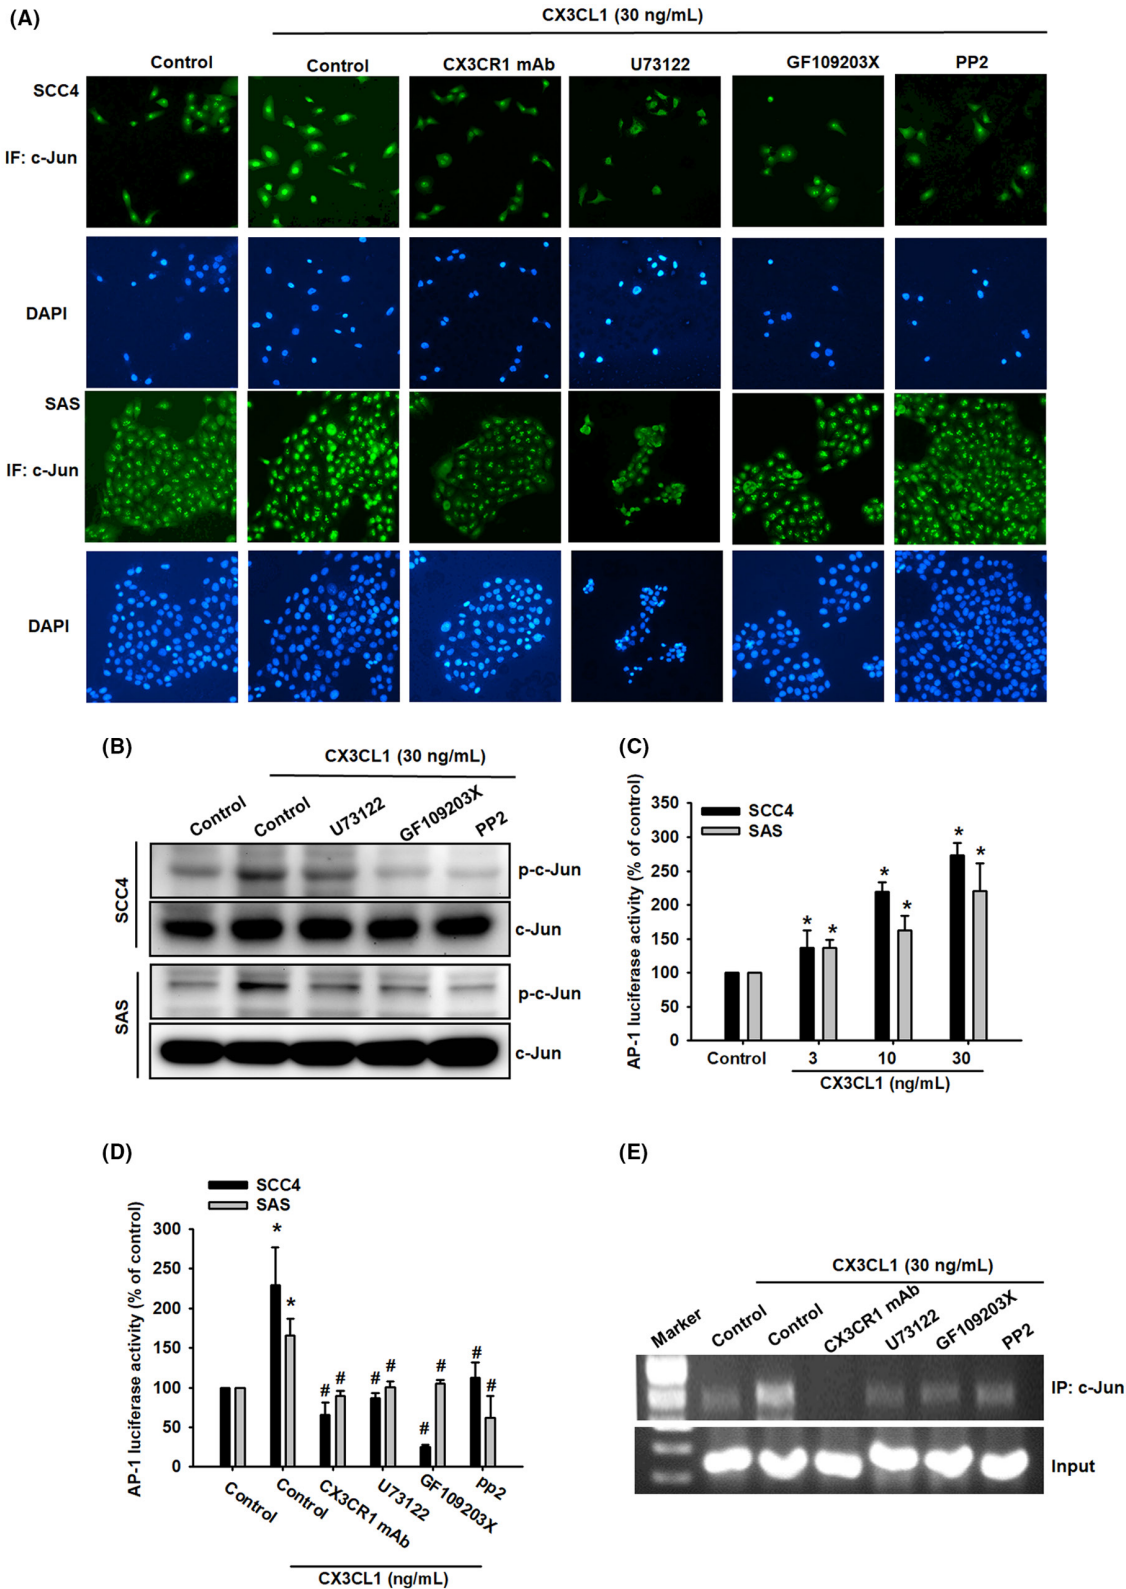 (A)
CX3CL1 (30 ng/mL)
Control Control CX3CR1 mAb U73122 GF109203X PP2
SCC4
IF: c-Jun
DAPI
SAS
IF: c-Jun
DAPI
(B)
CX3CL1 (30 ng/mL)
Control Control U73122 GF109203X PP2
SCC4
p-c-Jun
c-Jun
SAS
p-c-Jun
c-Jun
(C)
AP-1 luciferase activity (% of control)
350
300
250
200
150
100
50
0
SCC4
SAS
* * * * * *
Control 3 10 30
CX3CL1 (ng/mL)
(D)
SCC4
SAS
AP-1 luciferase activity (% of control)
300
250
200
150
100
50
0
* * # # # # # # # #
Control Control CX3CR1 mAb U73122 GF109203X pp2
CX3CL1 (ng/mL)
(E)
CX3CL1 (30 ng/mL)
Marker Control Control CX3CR1 mAb U73122 GF109203X PP2
IP: c-Jun
Input